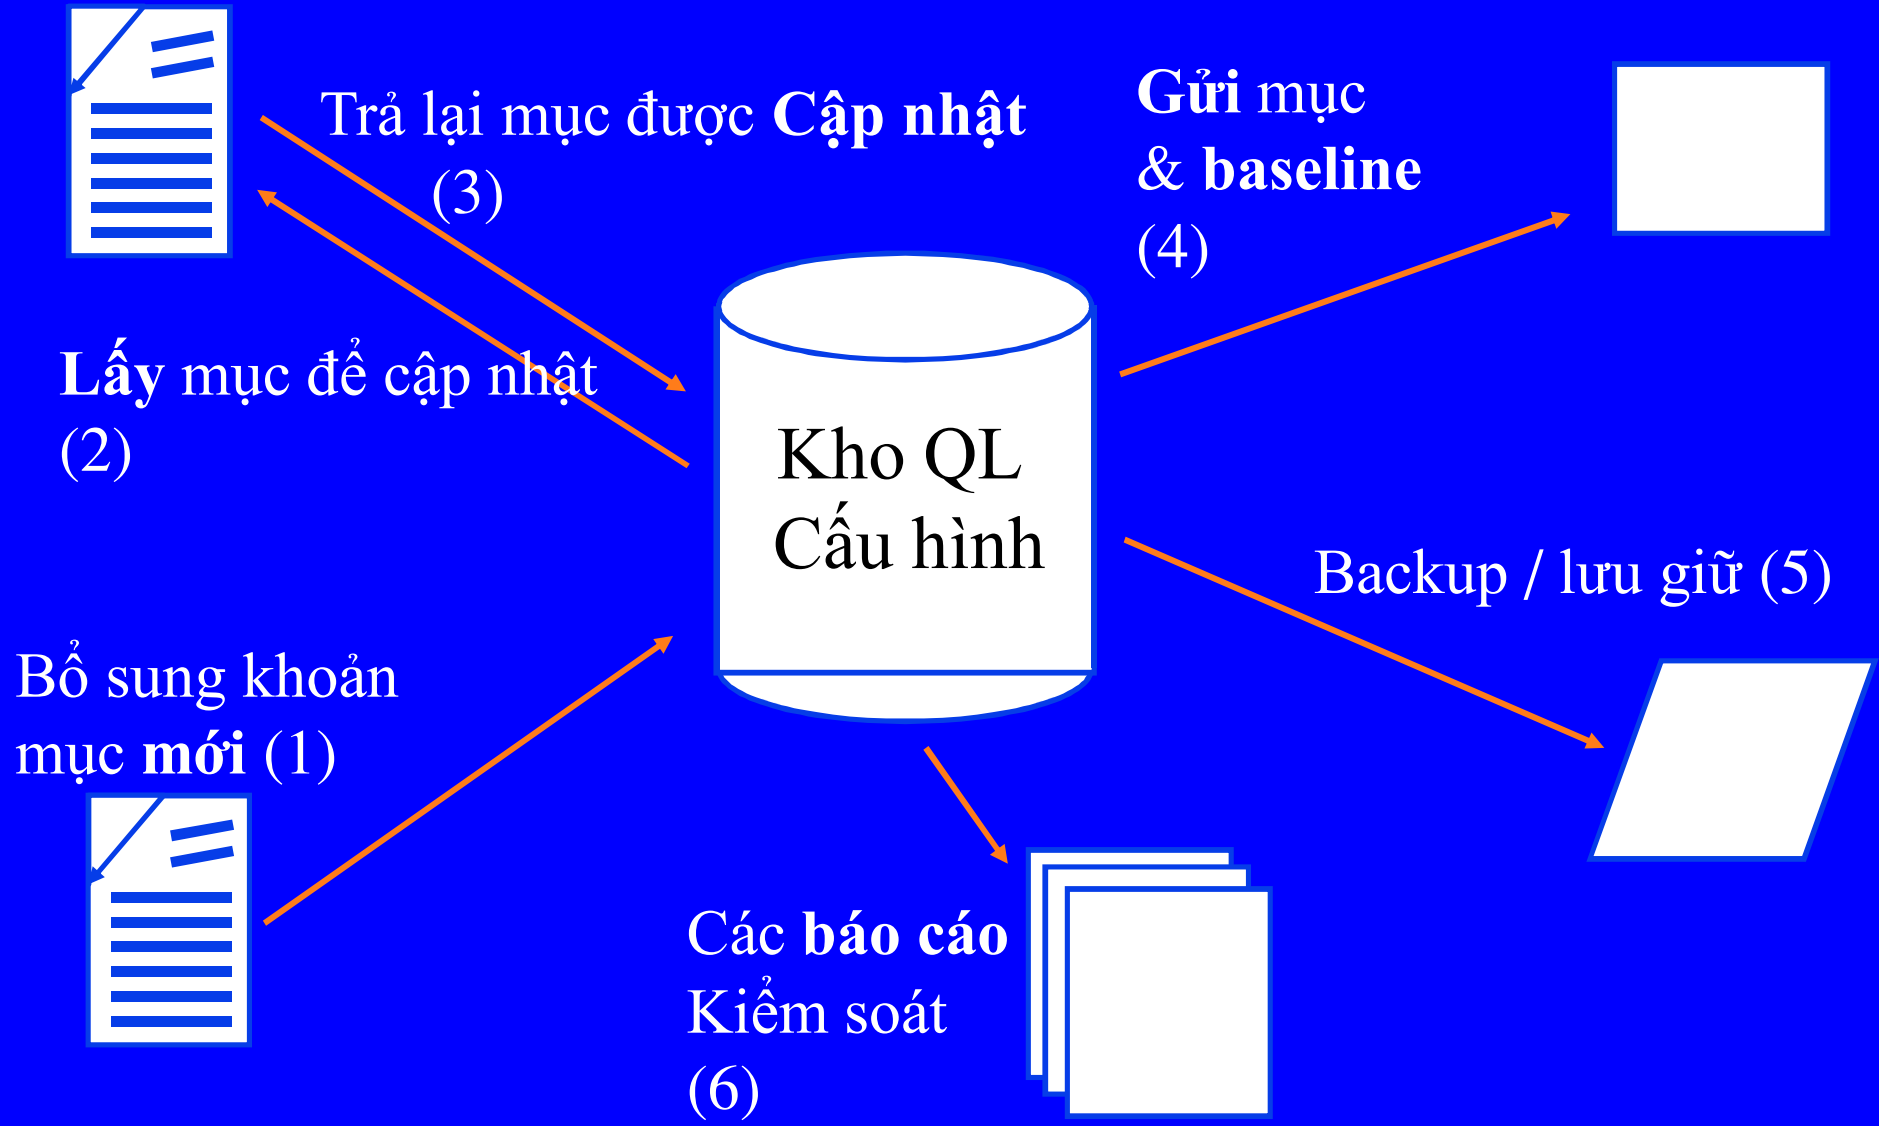 Trả lại mục được Cập nhật
(3)
Gửi mục
& baseline
(4)
Lấy mục để cập nhật
(2)
Kho QL
Cấu hình
Backup / lưu giữ (5)
Bổ sung khoản
mục mới (1)
Các báo cáo
Kiểm soát
(6)